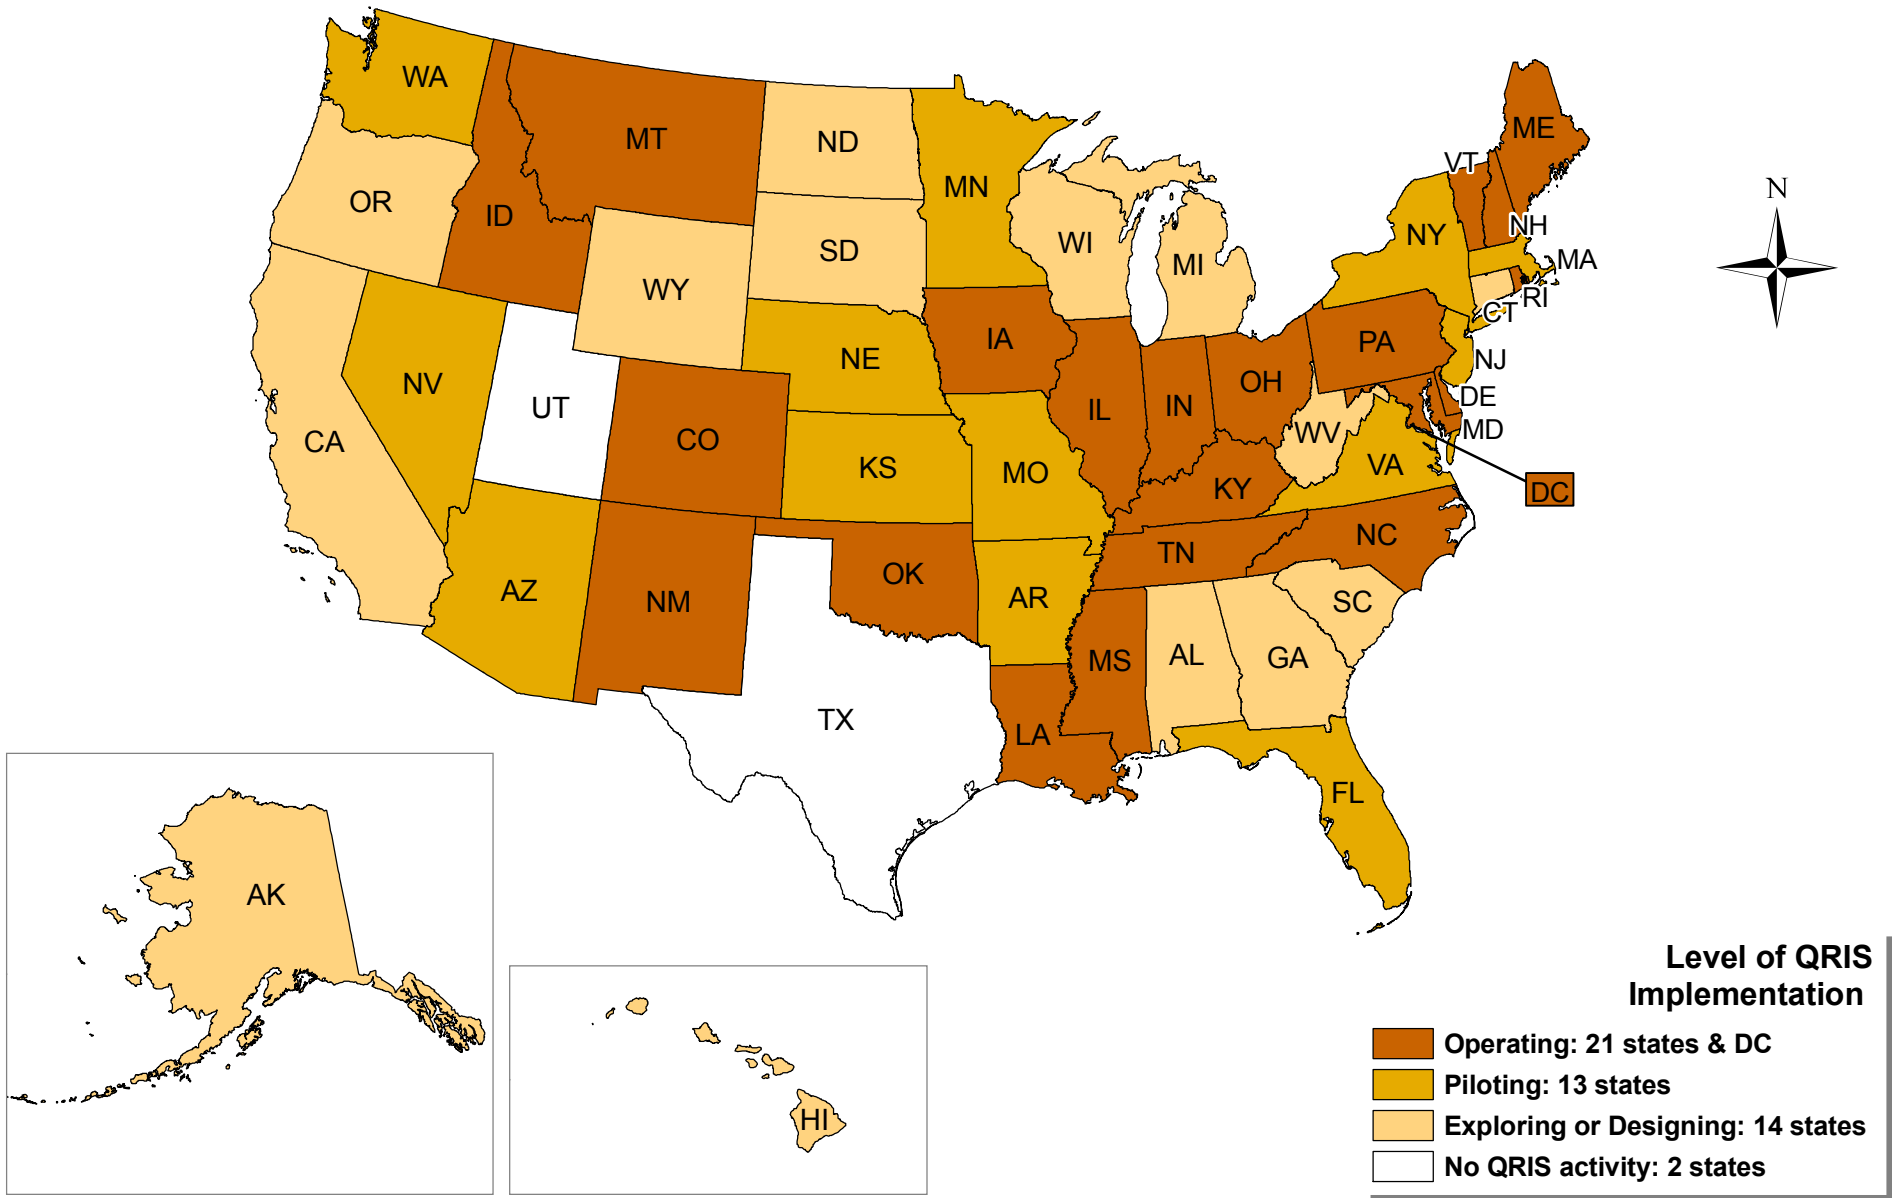 WA
MT
ND
MN
ME
VT
OR
ID
SD
WI
MI
NY
NH
MA
N
WY
RI
CT
IA
PA
NJ
NE
NV
UT
OH
DE
IL
IN
CO
CA
MD
WV
KS
MO
VA
KY
DC
NC
TN
OK
AZ
NM
AR
SC
MS
AL
GA
TX
LA
FL
AK
HI
Level of QRIS
Implementation
Operating: 21 states & DC
Piloting: 13 states
Exploring or Designing: 14 states
No QRIS activity: 2 states